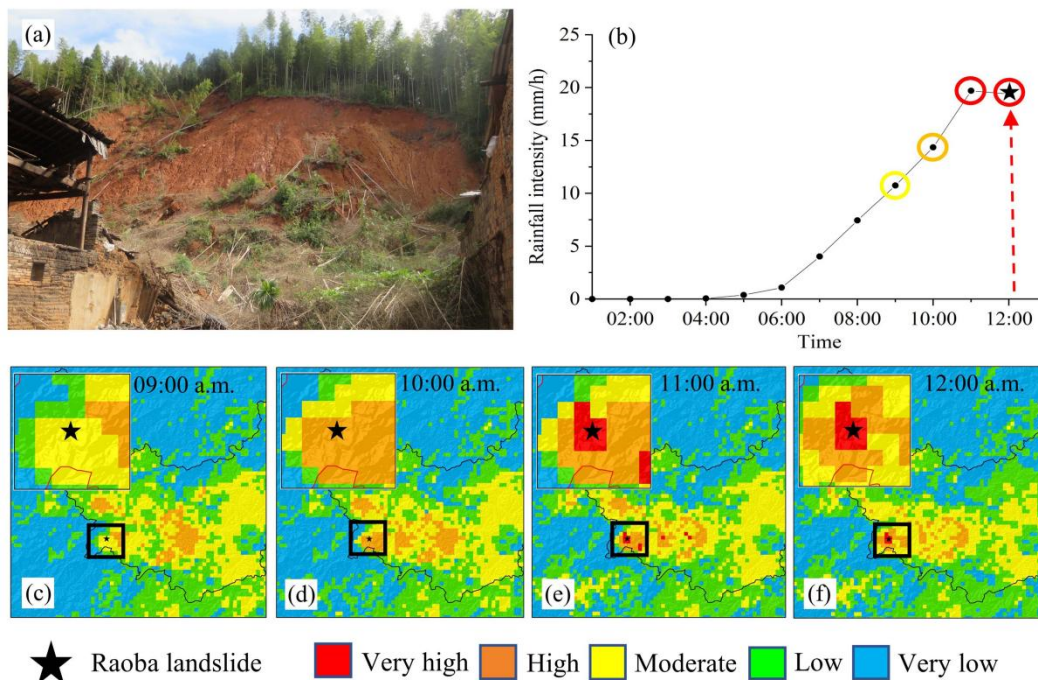 (a)
(b)
25
20
15
10
5
0
Rainfall intensity (mm/h)
02:00 04:00 06:00 08:00 10:00 12:00
Time
09:00 a.m.
10:00 a.m.
11:00 a.m.
12:00 a.m.
(c)
(d)
(e)
(f)
Raoba landslide Very high High Moderate Low Very low